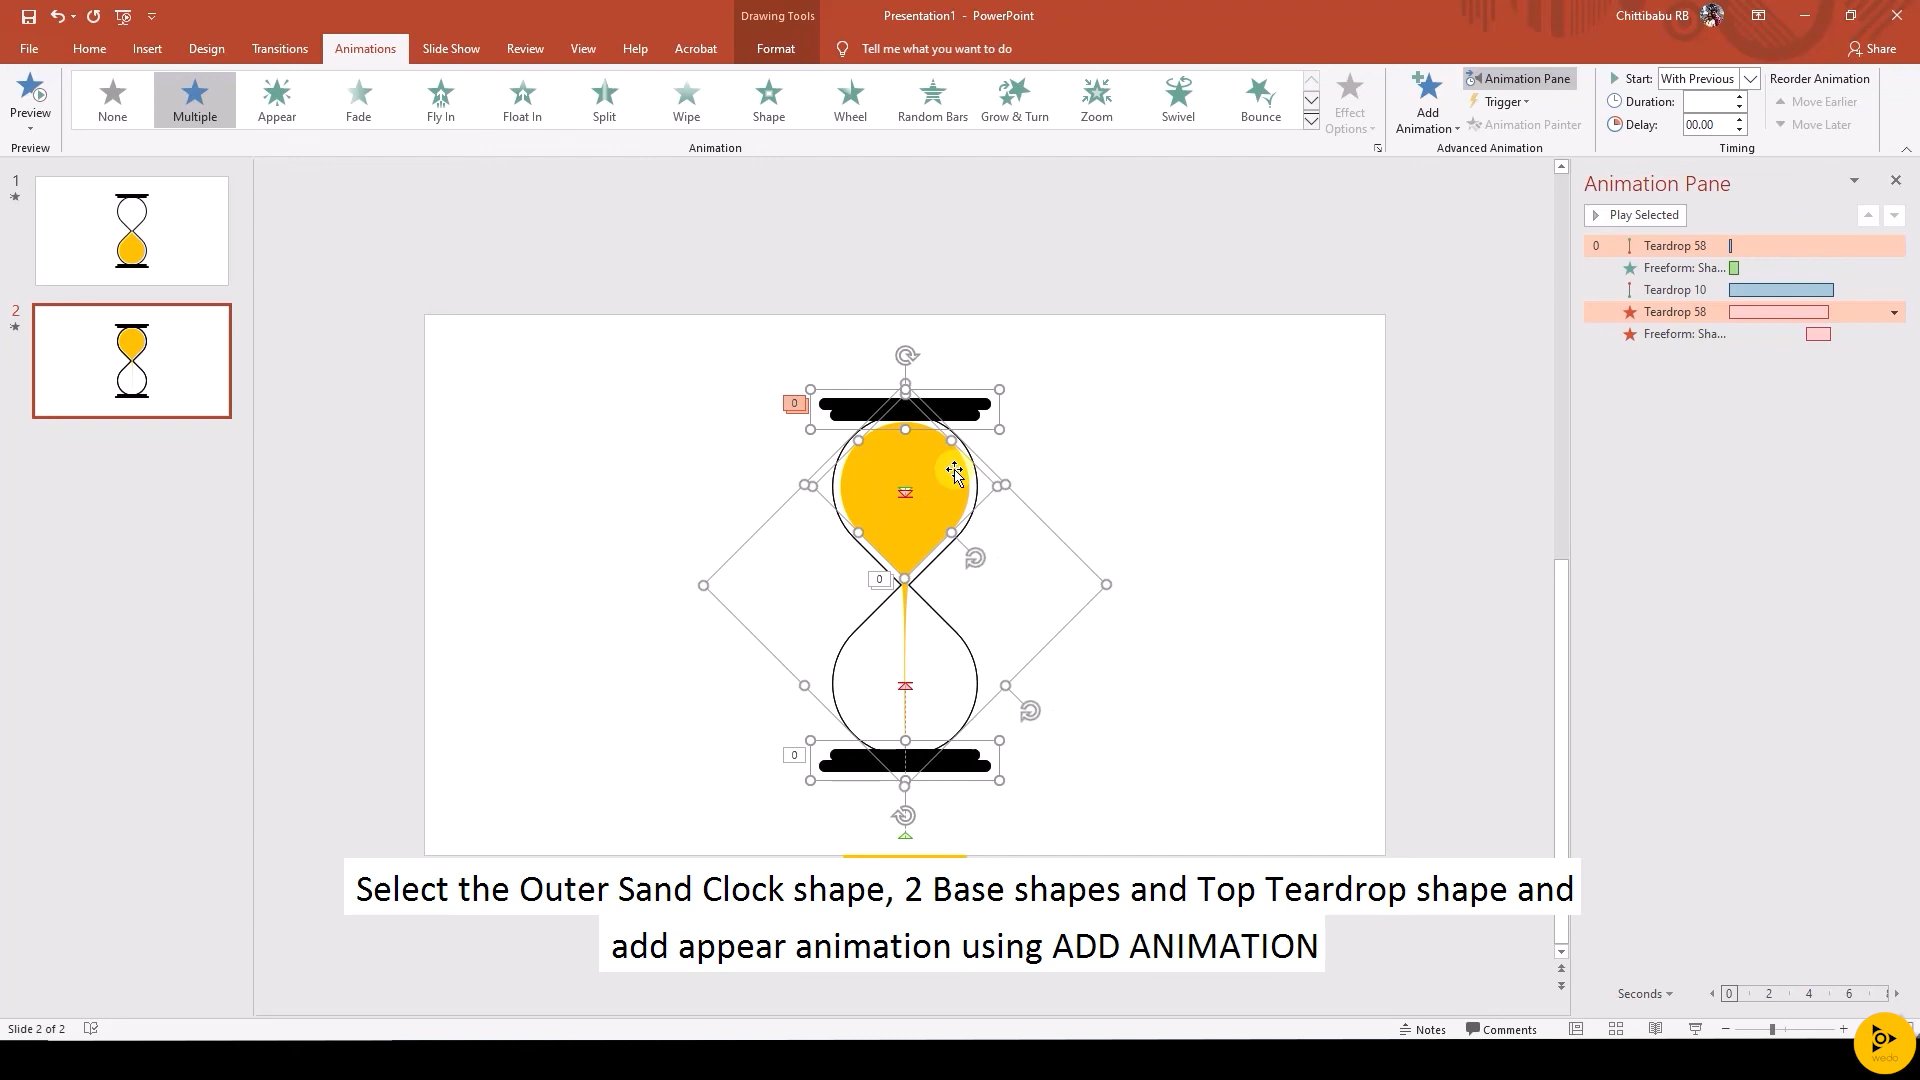 Drawing Tools
Presentation1 - PowerPoint
Chittibabu RB
File Home Insert Design Transitions Animations Slide Show Review View Help Acrobat Format Tell me what you want to do Share
Preview
Preview
None Multiple Appear Fade Fly In Float In Split Wipe Shape Wheel Random Bars Grow & Turn Zoom Swivel Bounce
Animation
Effect
Options
Add
Animation
Animation Pane
Trigger
Animation Painter
Advanced Animation
Start: With Previous
Duration:
Delay: 00.00
Timing
Reorder Animation
Move Earlier
Move Later
1
2
0
0
0
Animation Pane
Play Selected
0 Teardrop 58
Freeform: Sha...
Teardrop 10
Teardrop 58
Freeform: Sha...
Select the Outer Sand Clock shape, 2 Base shapes and Top Teardrop shape and
add appear animation using ADD ANIMATION
Seconds 0 2 4 6
Slide 2 of 2
Notes Comments
wedo